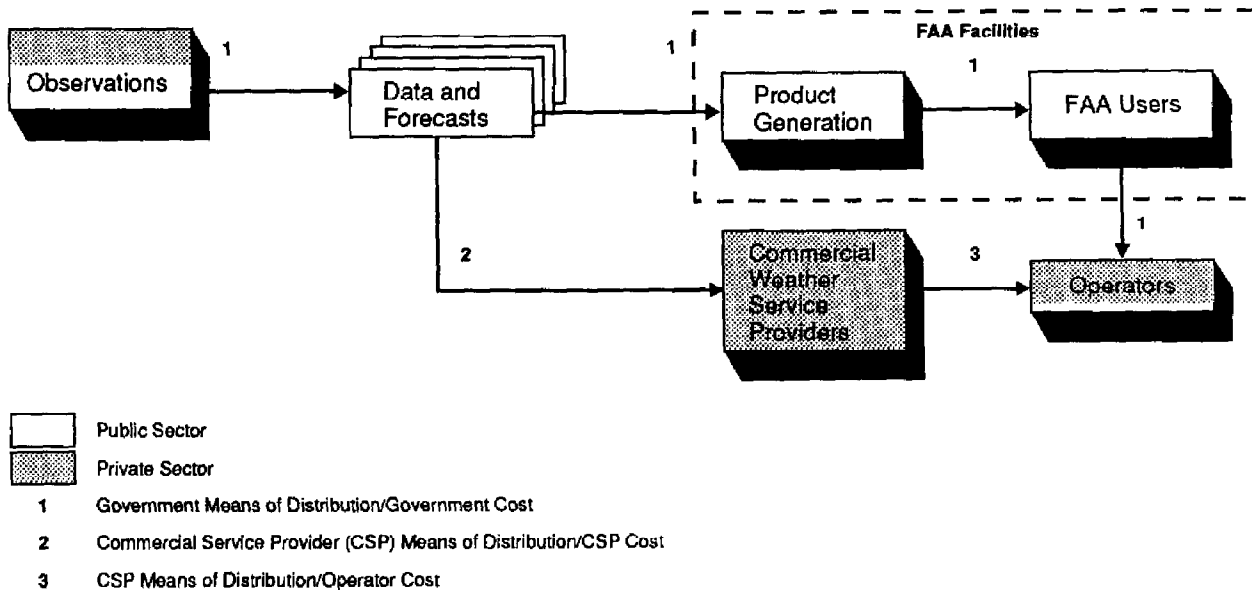 FAA Facilities
1
1
1
Observations
Data and
Forecasts
Product
Generation
FAA Users
1
2
3
Commercial
Weather
Service
Providers
Operators
Public Sector
Private Sector
1 Government Means of Distribution/Government Cost
2 Commercial Service Provider (CSP) Means of Distribution/CSP Cost
3 CSP Means of Distribution/Operator Cost